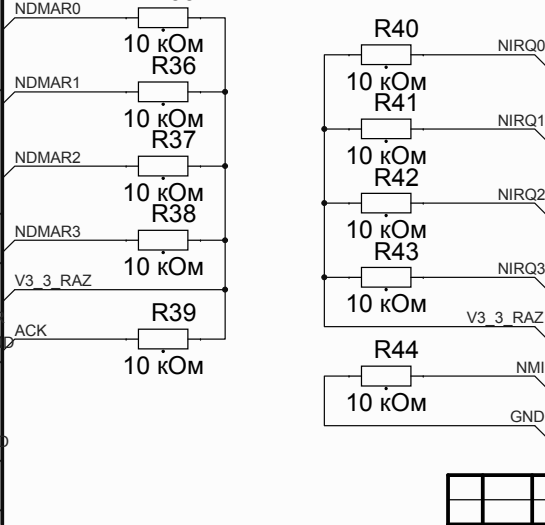 NDMAR0
10 кОм
R36
NDMAR1
10 кОм
R37
NDMAR2
10 кОм
R38
NDMAR3
10 кОм
V3_3_RAZ
R39
ACK
10 кОм
R40
NIRQ0
10 кОм
R41
NIRQ1
10 кОм
R42
NIRQ2
10 кОм
R43
NIRQ3
10 кОм
V3_3_RAZ
R44
NMI
10 кОм
GND